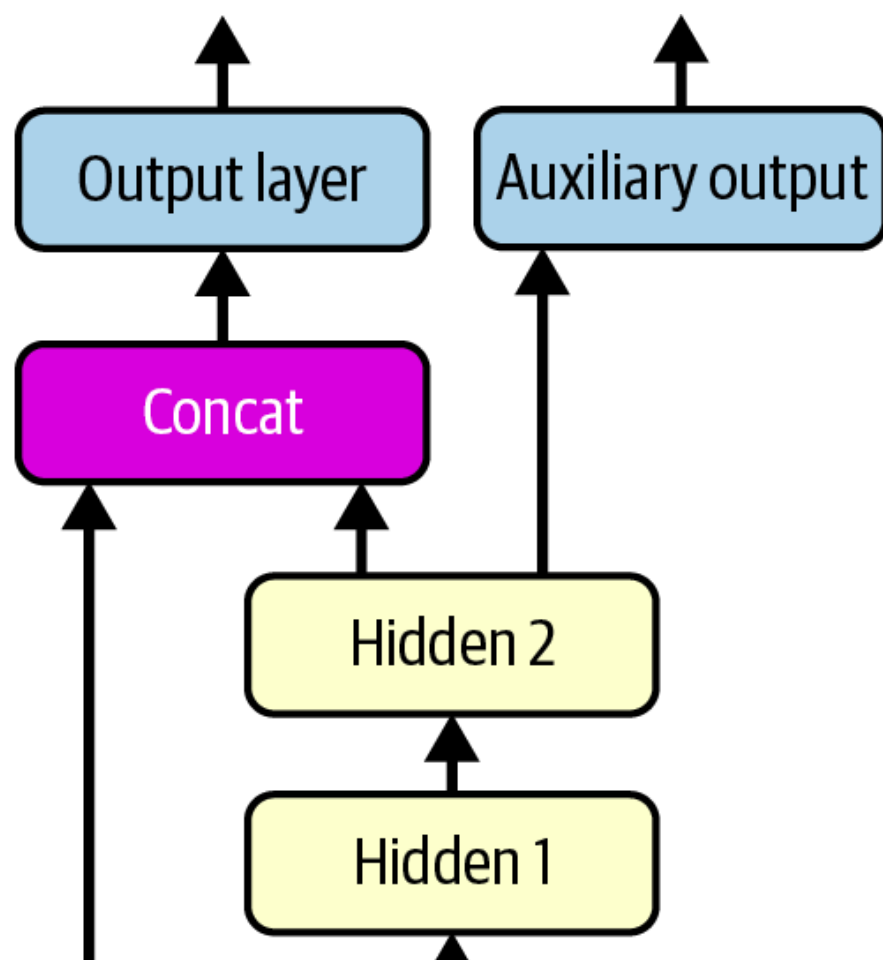 Output layer
Auxiliary output
Concat
Hidden 2
Hidden 1